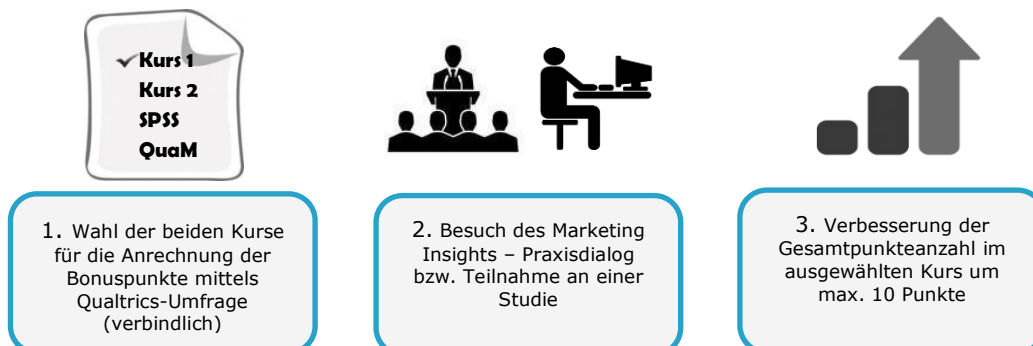 Kurs 1
Kurs 2
SPSS
QuaM
1. Wahl der beiden Kurse
für die Anrechnung der
Bonuspunkte mittels
Qualtrics-Umfrage
(verbindlich)
2. Besuch des Marketing
Insights – Praxisdialog
bzw. Teilnahme an einer
Studie
3. Verbesserung der
Gesamtpunkteanzahl im
ausgewählten Kurs um
max. 10 Punkte